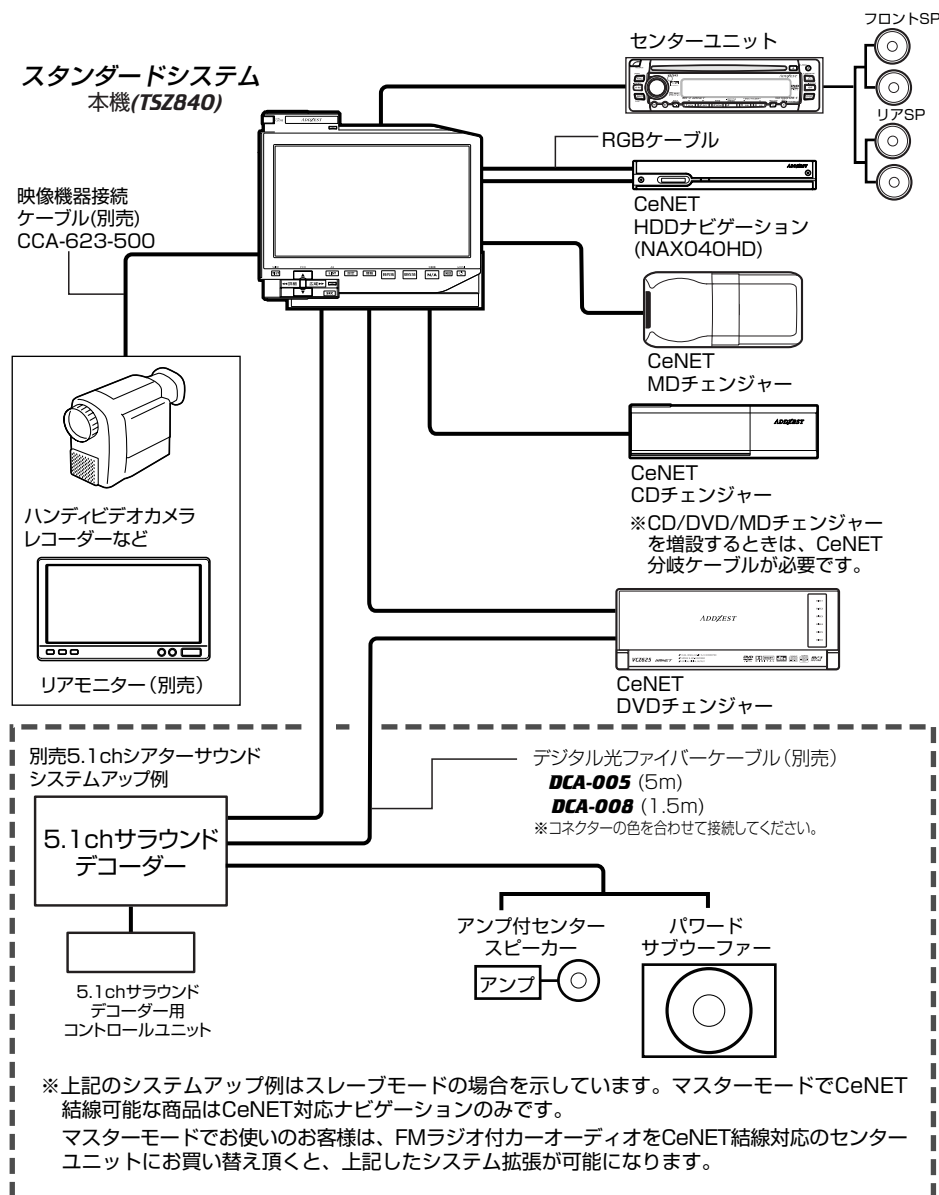 スタンダードシステム
本機(TSZ840)
センターユニット
フロントSP
リアSP
RGBケーブル
CeNET
HDDナビゲーション
(NAX040HD)
映像機器接続
ケーブル(別売)
CCA-623-500
CeNET
MDチェンジャー
ADDZEST
CeNET
CDチェンジャー
※CD/DVD/MDチェンジャー
を増設するときは、CeNET
分岐ケーブルが必要です。
ハンディビデオカメラ
レコーダーなど
リアモニター(別売)
ADDZEST
VCZ625
CeNET
DVDチェンジャー
別売5.1chシアターサウンド
システムアップ例
デジタル光ファイバーケーブル(別売)
DCA-005 (5m)
DCA-008 (1.5m)
※コネクターの色を合わせて接続してください。
5.1chサラウンド
デコーダー
5.1chサラウンド
デコーダー用
コントロールユニット
アンプ付センター
スピーカー
アンプ
パワード
サブウーファー
※上記のシステムアップ例はスレーブモードの場合を示しています。マスターモードでCeNET
結線可能な商品はCeNET対応ナビゲーションのみです。
マスターモードでお使いのお客様は、FMラジオ付カーオーディオをCeNET結線対応のセンター
ユニットにお買い替え頂くと、上記したシステム拡張が可能になります。